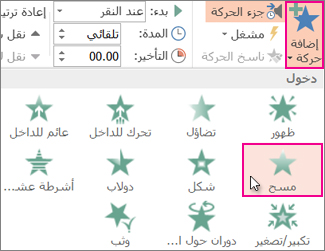 إضافة حركة
جزء الحركة
مشغل
ناسخ الحركة
بدء: عند النقر
المدة: تلقائي
التأخير: 00.00
إعادة ترتيب
نقل
نقل
دخول
ظهور
تضاؤل
تحرك للداخل
عائم للداخل
مسح
شكل
دولاب
أشرطة عش...
تكبير/تصغير
دوران حول ا...
وثب